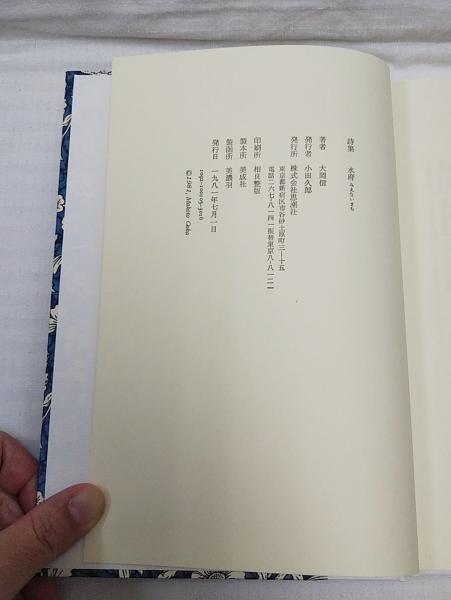 詩集　水府 みえないまち
著者　大岡信
発行者　小田久郎
発行所　株式会社思潮社
東京都新宿区市谷砂土原町三—十五
電話二六七・八一四一振替東京八・八一二一
印刷所　相良整版
製本所　美成社
製函所　美濃羽
発行日　一九八一年七月一日
1092-100105-3016
©1981, Makoto Ōoka